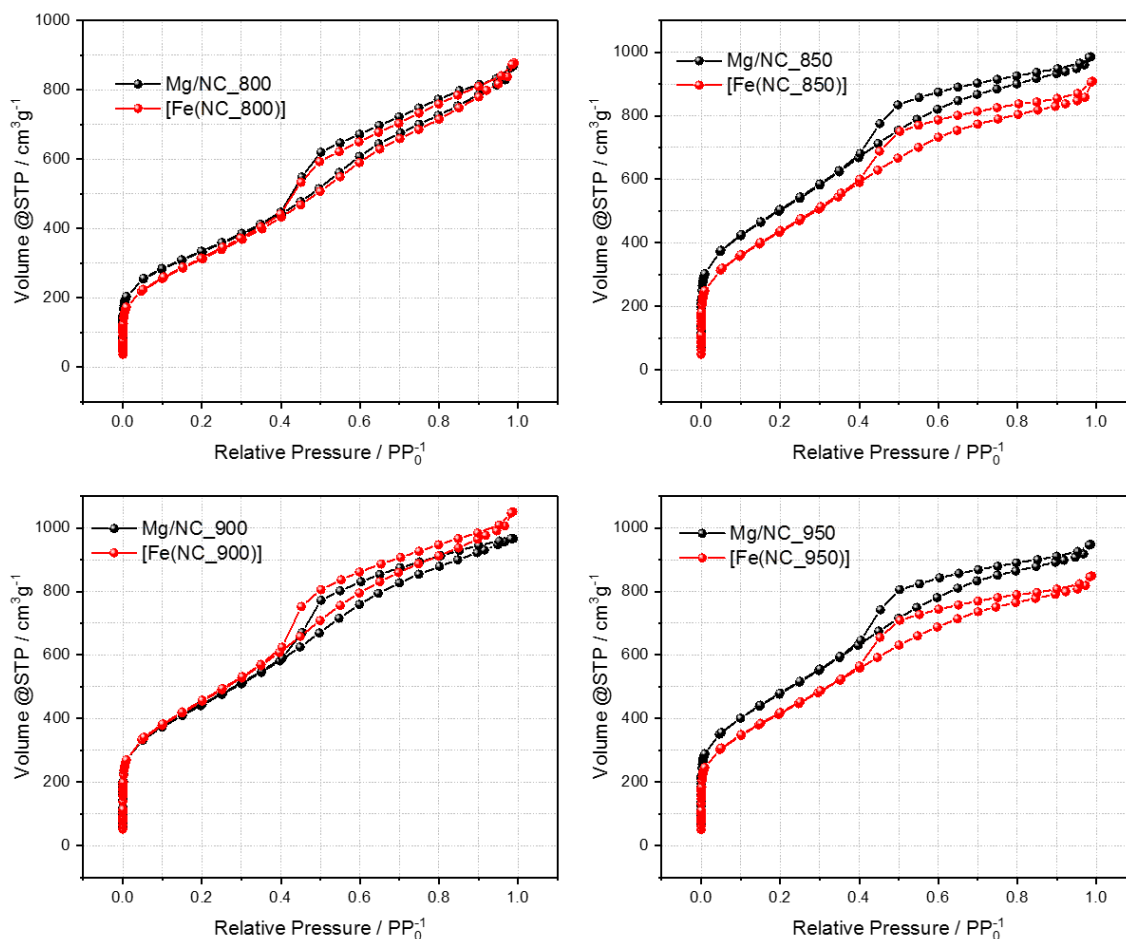 Mg/NC_800
[Fe(NC_800)]
Volume @STP / cm³g⁻¹
1000
800
600
400
200
0
0.0 0.2 0.4 0.6 0.8 1.0
Relative Pressure / PP₀⁻¹
Mg/NC_850
[Fe(NC_850)]
Volume @STP / cm³g⁻¹
1000
800
600
400
200
0
0.0 0.2 0.4 0.6 0.8 1.0
Relative Pressure / PP₀⁻¹
Mg/NC_900
[Fe(NC_900)]
Volume @STP / cm³g⁻¹
1000
800
600
400
200
0
0.0 0.2 0.4 0.6 0.8 1.0
Relative Pressure / PP₀⁻¹
Mg/NC_950
[Fe(NC_950)]
Volume @STP / cm³g⁻¹
1000
800
600
400
200
0
0.0 0.2 0.4 0.6 0.8 1.0
Relative Pressure / PP₀⁻¹